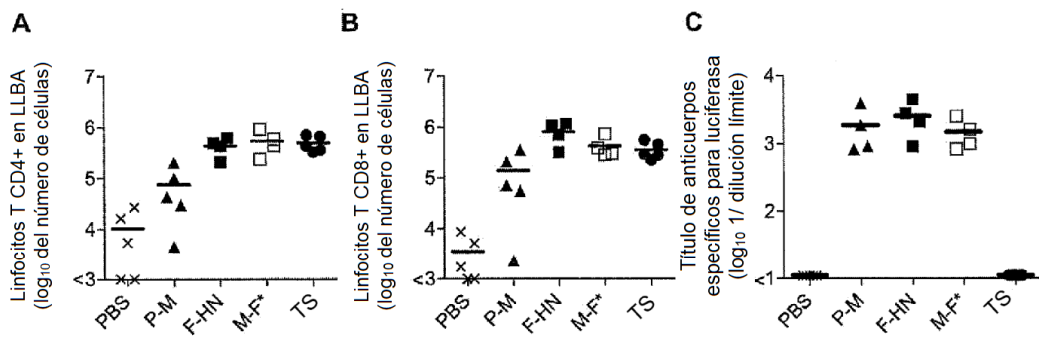 A
Linfocitos T CD4+ en LLBA
(log₁₀ del número de células)
7
6
5
4
<3
PBS
P-M
F-HN
M-F*
TS
B
Linfocitos T CD8+ en LLBA
(log₁₀ del número de células)
7
6
5
4
<3
PBS
P-M
F-HN
M-F*
TS
C
Título de anticuerpos
específicos para luciferasa
(log₁₀ 1/ dilución límite)
4
3
2
<1
PBS
P-M
F-HN
M-F*
TS